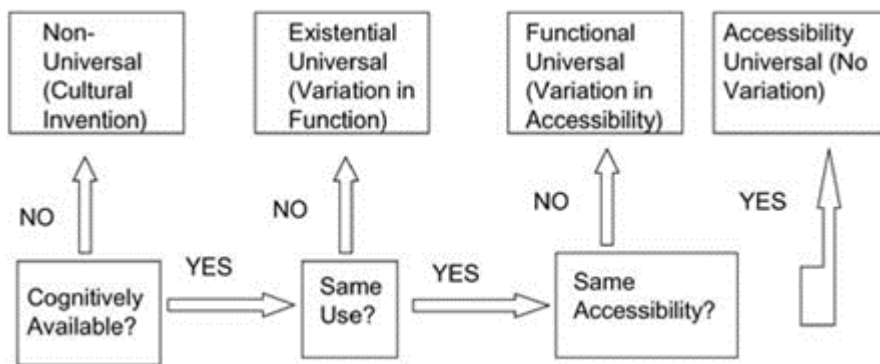 Non-
Universal
(Cultural
Invention)
Existential
Universal
(Variation in
Function)
Functional
Universal
(Variation in
Accessibility)
Accessibility
Universal (No
Variation)
NO
NO
NO
YES
YES
YES
Cognitively
Available?
Same
Use?
Same
Accessibility?